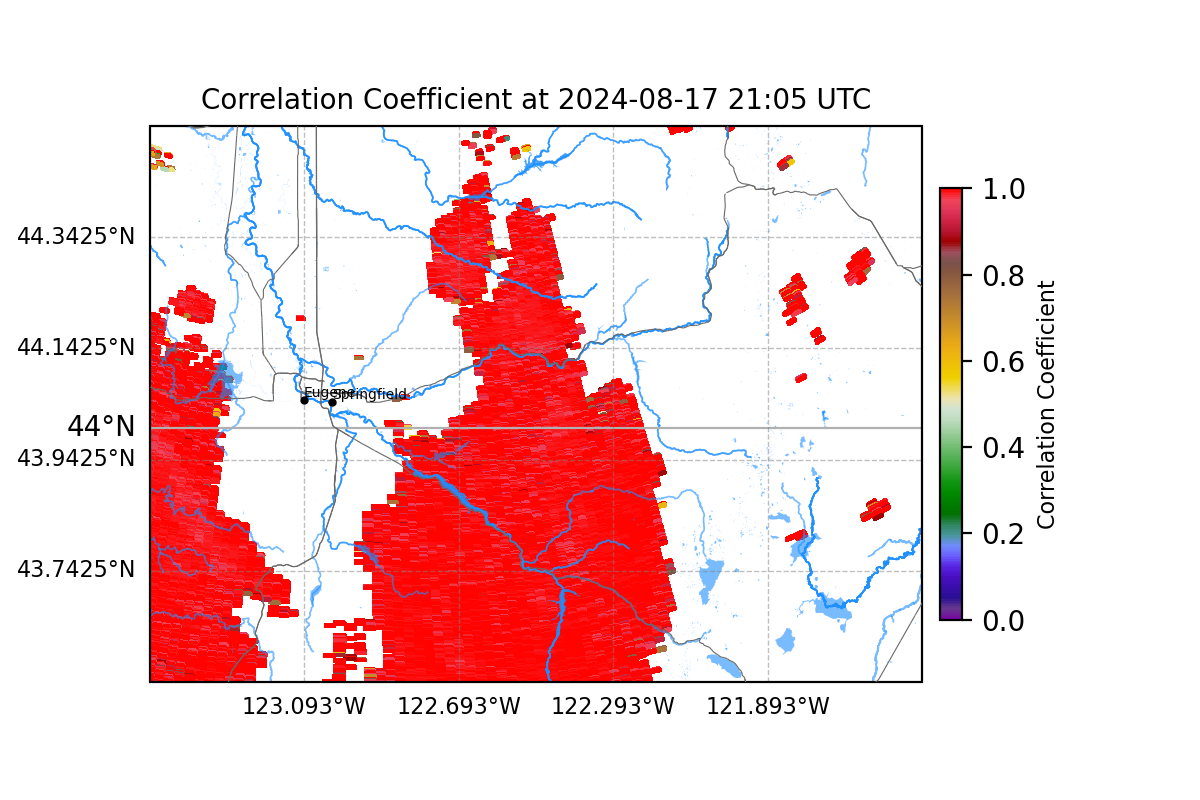 Correlation Coefficient at 2024-08-17 21:05 UTC
44.3425°N
44.1425°N
44°N
43.9425°N
43.7425°N
123.093°W
122.693°W
122.293°W
121.893°W
Eugene
Springfield
1.0
0.8
0.6
0.4
0.2
0.0
Correlation Coefficient